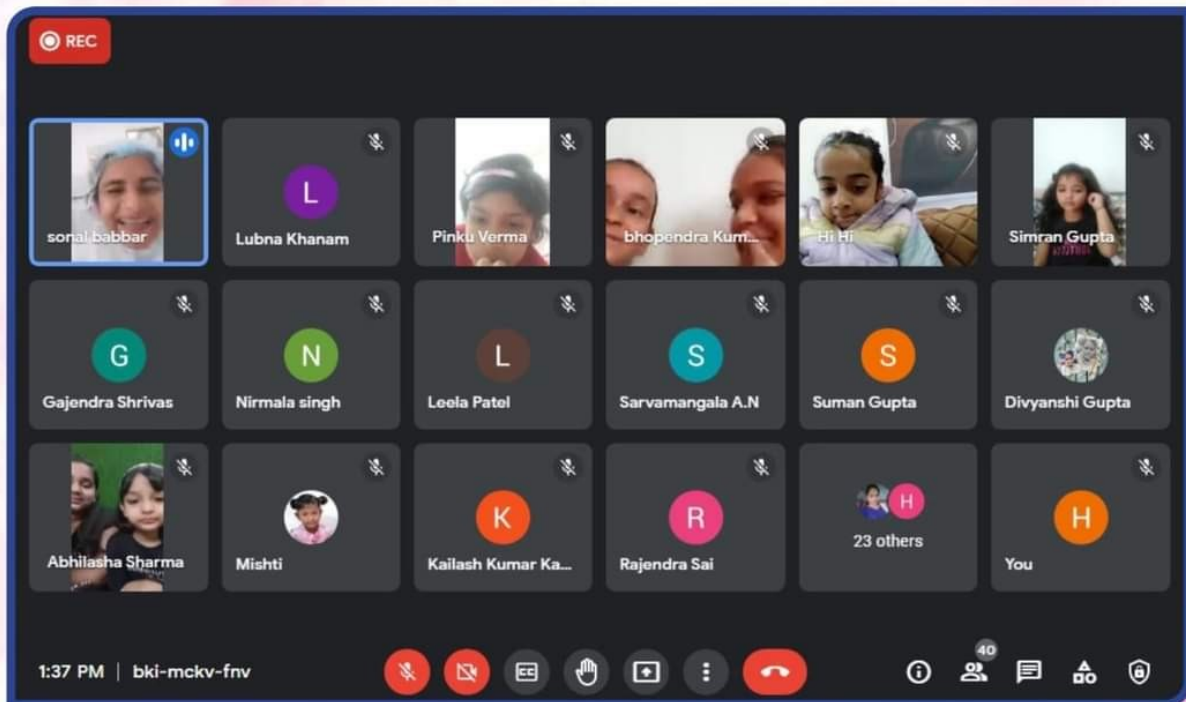 REC
sonal babbar
L
Lubna Khanam
Pinku Verma
bhopendra Kum...
Hi Hi
Simran Gupta
G
Gajendra Shrivas
N
Nirmala singh
L
Leela Patel
S
Sarvamangala A.N
S
Suman Gupta
Divyanshi Gupta
Abhilasha Sharma
Mishti
K
Kailash Kumar Ka...
R
Rajendra Sai
H
23 others
H
You
1:37 PM | bki-mckv-fnv
CC
40